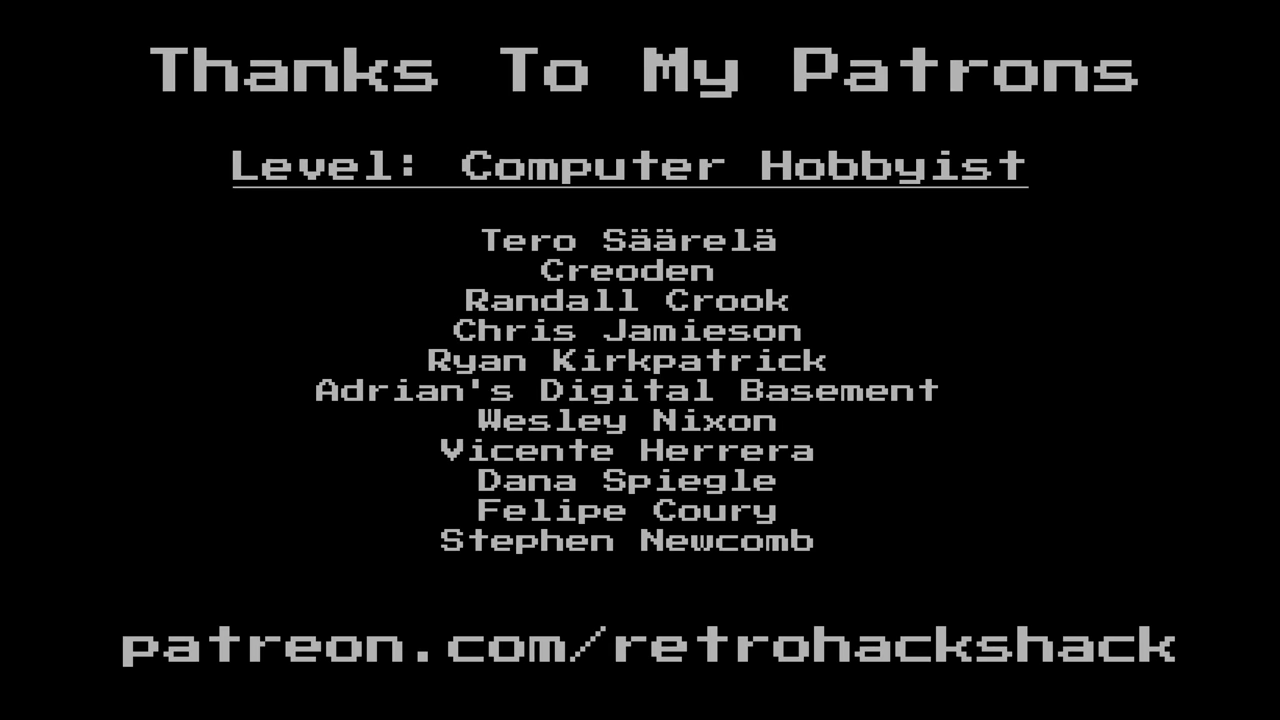 Thanks To My Patrons
Level: Computer Hobbyist
Tero Säärelä
Creoden
Randall Crook
Chris Jamieson
Ryan Kirkpatrick
Adrian's Digital Basement
Wesley Nixon
Vicente Herrera
Dana Spiegle
Felipe Coury
Stephen Newcomb
patreon.com/retrohackshack